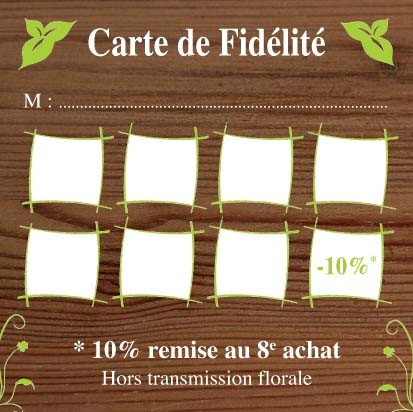 Carte de Fidélité
M : ........................................................................
-10%*
* 10% remise au 8e achat
Hors transmission florale